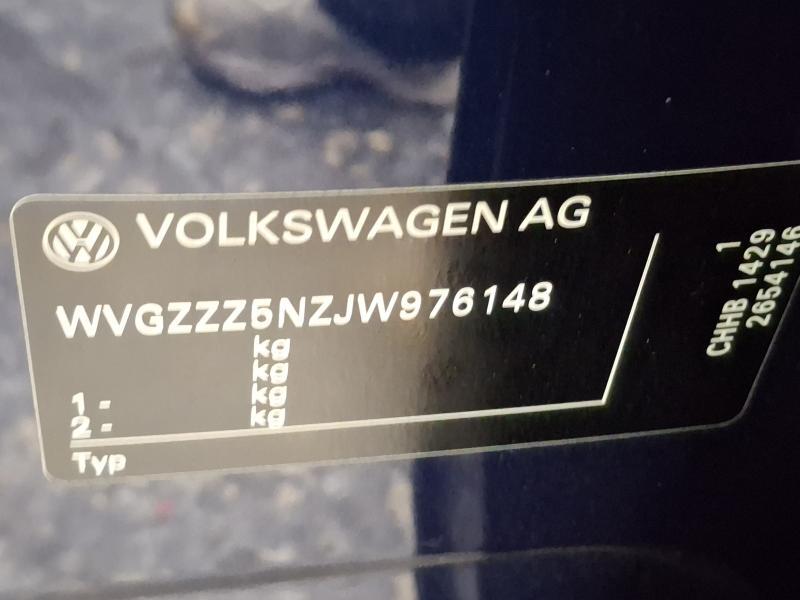 VOLKSWAGEN AG
WVGZZZ5NZJW976148
kg
kg
1 - kg
2 - kg
Typ
1
CHHB 1429
2654146